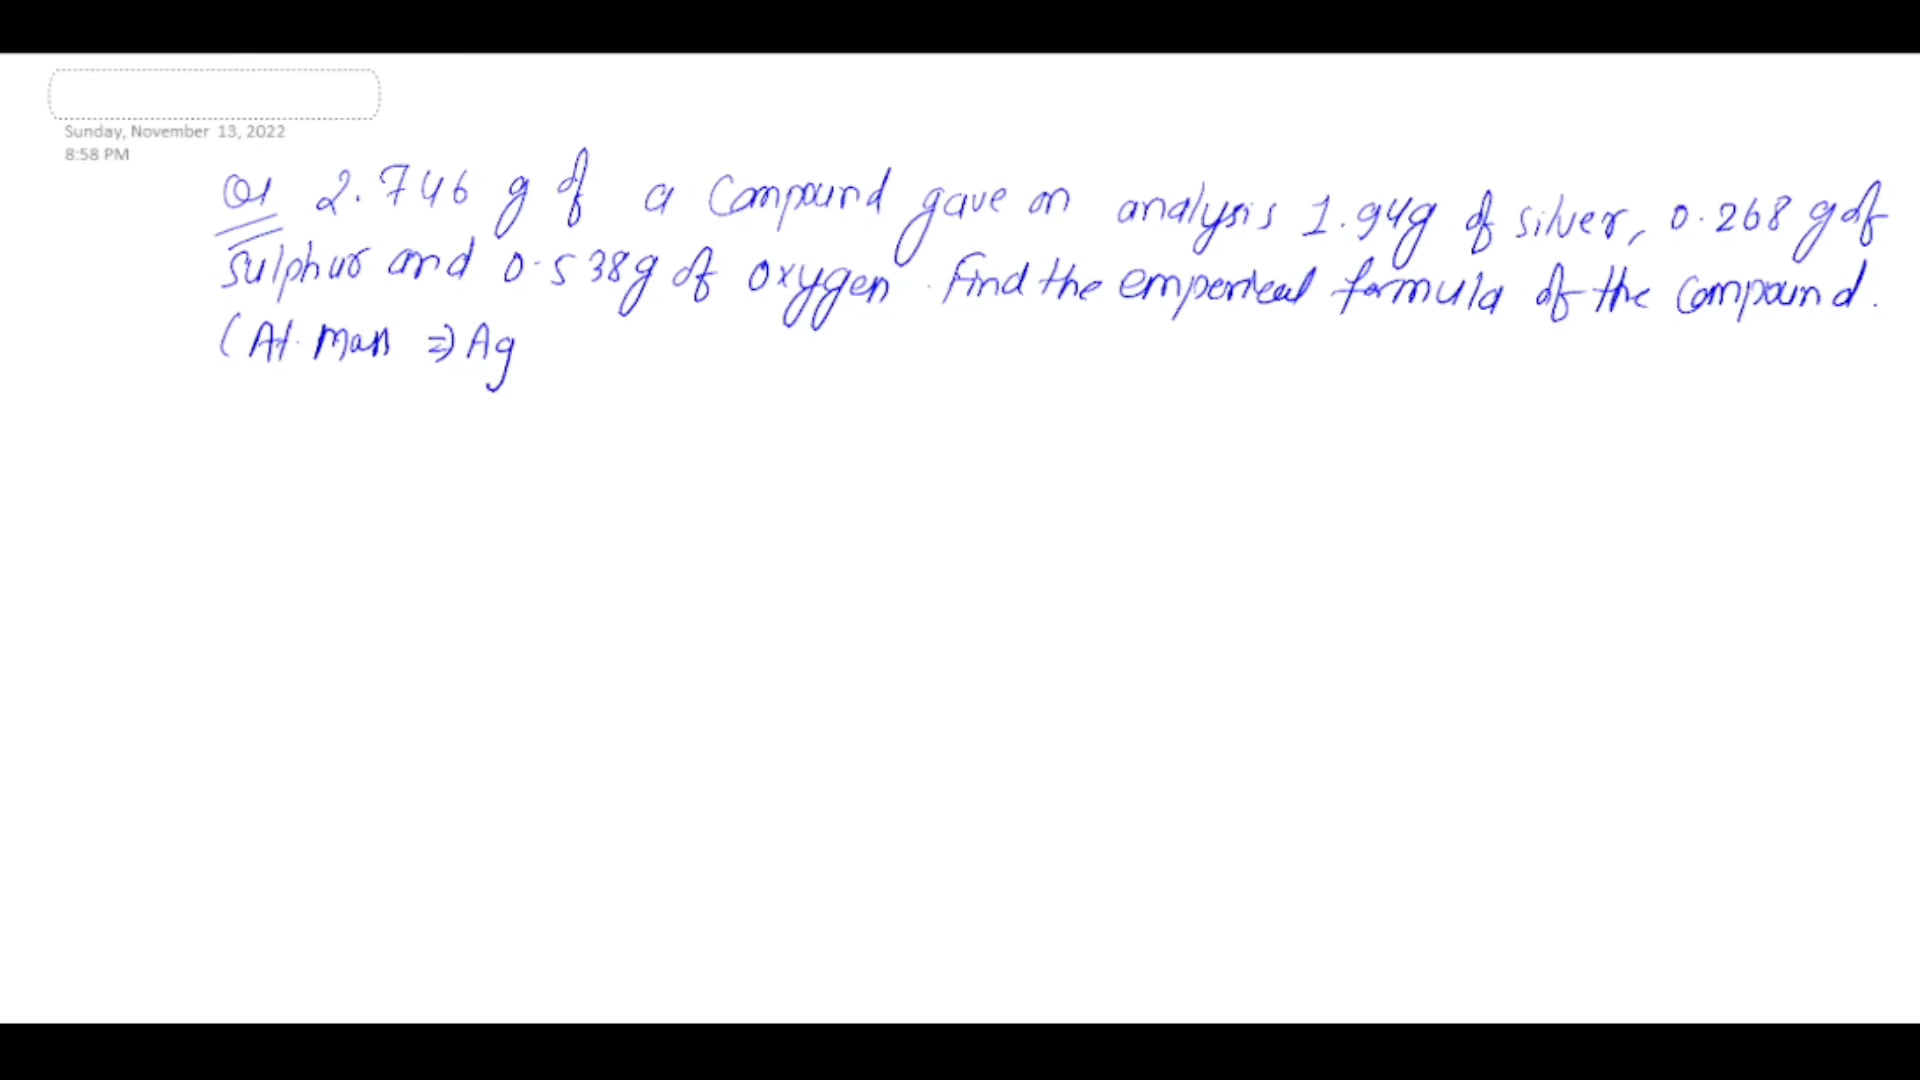 Sunday, November 13, 2022
8:58 PM
Q1 2.746 g of a compound gave on analysis 1.94g of silver, 0.268 g of
sulphur and 0.538g of oxygen. Find the emperical formula of the compound.
(At. Mass ⇒ Ag